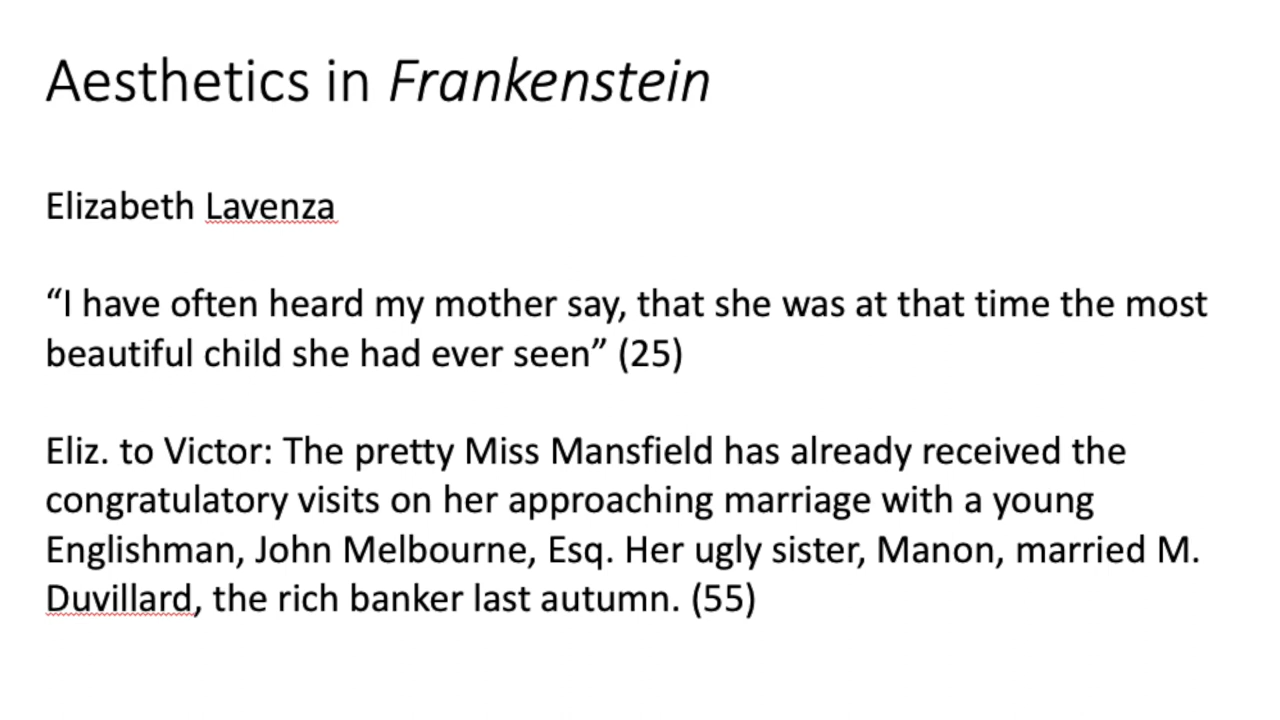 Aesthetics in Frankenstein
Elizabeth Lavenza
“I have often heard my mother say, that she was at that time the most
beautiful child she had ever seen” (25)
Eliz. to Victor: The pretty Miss Mansfield has already received the
congratulatory visits on her approaching marriage with a young
Englishman, John Melbourne, Esq. Her ugly sister, Manon, married M.
Duvillard, the rich banker last autumn. (55)